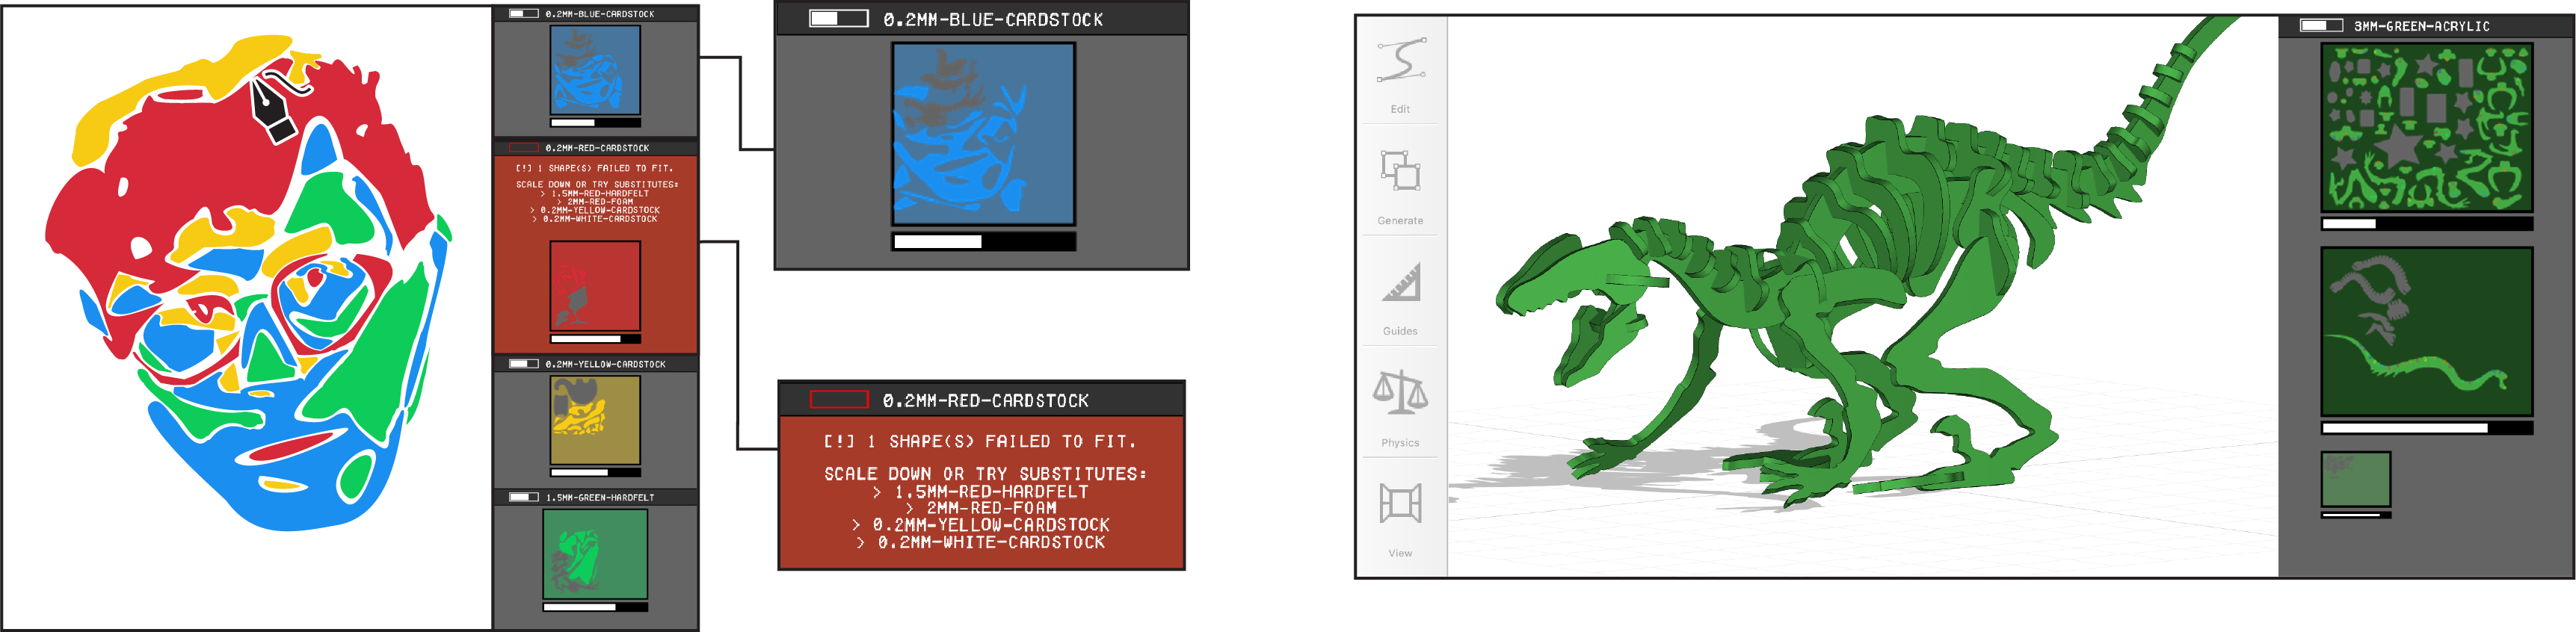 0.2MM-BLUE-CARDSTOCK
0.2MM-RED-CARDSTOCK
[!] 1 SHAPE(S) FAILED TO FIT.
SCALE DOWN OR TRY SUBSTITUTES:
> 1.5MM-RED-HARDFELT
> 2MM-RED-FOAM
> 0.2MM-YELLOW-CARDSTOCK
> 0.2MM-WHITE-CARDSTOCK
0.2MM-YELLOW-CARDSTOCK
1.5MM-GREEN-HARDFELT
0.2MM-BLUE-CARDSTOCK
0.2MM-RED-CARDSTOCK
[!] 1 SHAPE(S) FAILED TO FIT.
SCALE DOWN OR TRY SUBSTITUTES:
> 1.5MM-RED-HARDFELT
> 2MM-RED-FOAM
> 0.2MM-YELLOW-CARDSTOCK
> 0.2MM-WHITE-CARDSTOCK
Edit
Generate
Guides
Physics
View
3MM-GREEN-ACRYLIC